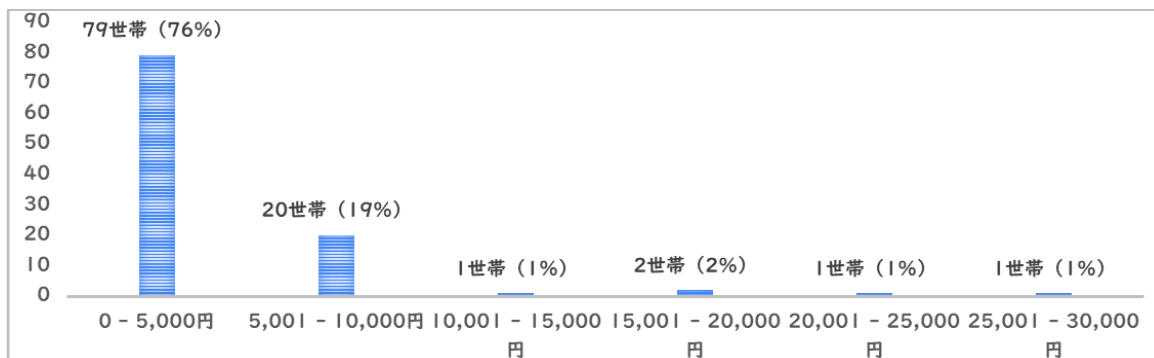 90
79世帯（76%）
80
70
60
50
40
30
20世帯（19%）
20
10
1世帯（1%）
2世帯（2%）
1世帯（1%）
1世帯（1%）
0
0 – 5,000円
5,001 – 10,000円
10,001 – 15,000
円
15,001 – 20,000
円
20,001 – 25,000
円
25,001 – 30,000
円